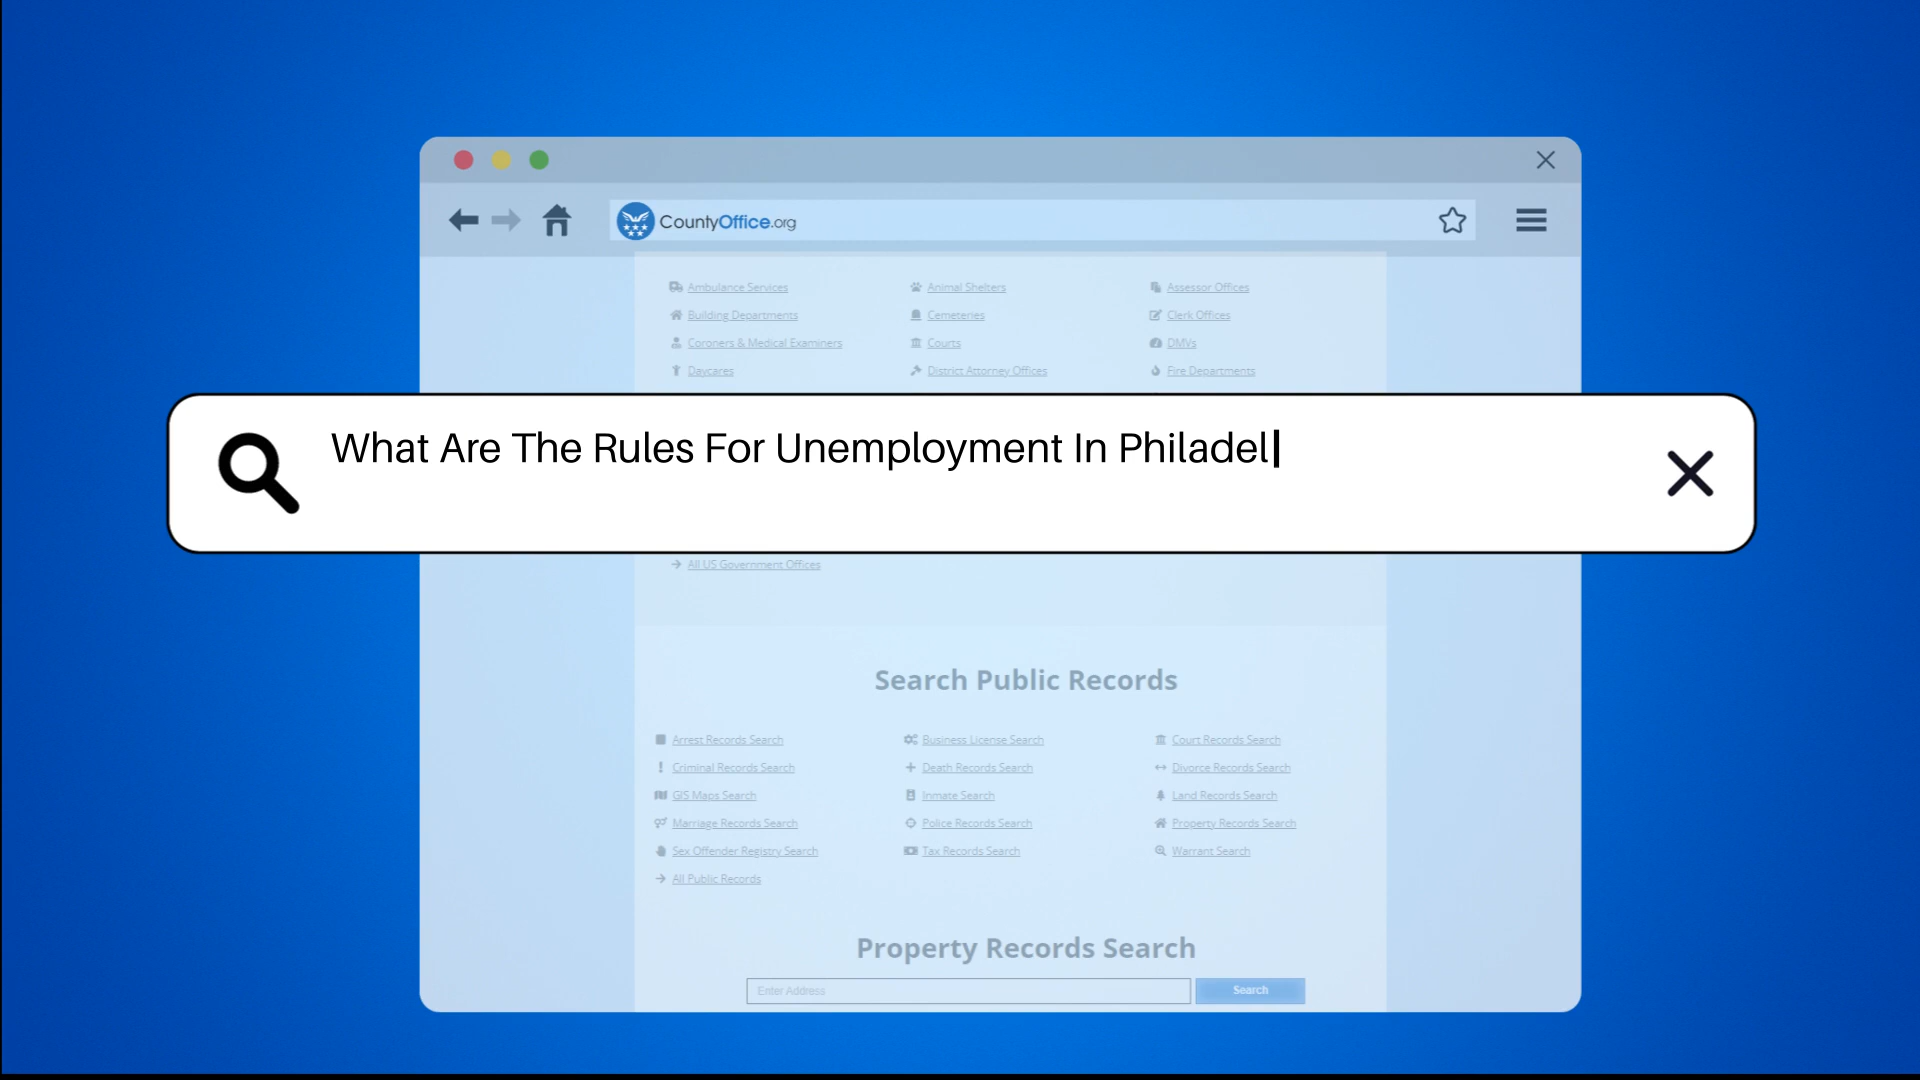 CountyOffice.org
Ambulance Services Animal Shelters Assessor Offices
Building Departments Cemeteries Clerk Offices
Coroners & Medical Examiners Courts DMVs
Daycares District Attorney Offices Fire Departments
What Are The Rules For Unemployment In Philadel
All US Government Offices
Search Public Records
Arrest Records Search Business License Search Court Records Search
Criminal Records Search Death Records Search Divorce Records Search
GIS Maps Search Inmate Search Land Records Search
Marriage Records Search Police Records Search Property Records Search
Sex Offender Registry Search Tax Records Search Warrant Search
All Public Records
Property Records Search
Enter Address Search